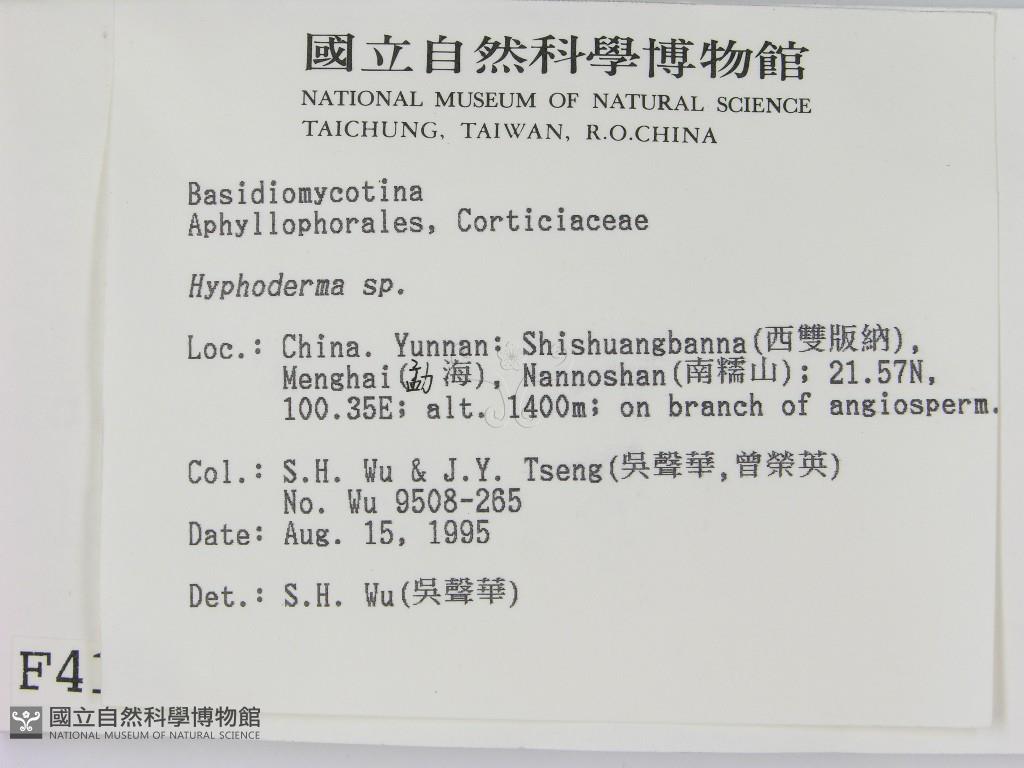 國立自然科學博物館
NATIONAL MUSEUM OF NATURAL SCIENCE
TAICHUNG, TAIWAN, R.O.CHINA
Basidiomycotina
Aphyllophorales, Corticiaceae
Hyphoderma sp.
Loc.: China. Yunnan: Shishuangbanna(西雙版納),
Menghai(勐海), Nannoshan(南糯山); 21.57N,
100.35E; alt. 1400m; on branch of angiosperm.
Col.: S.H. Wu & J.Y. Tseng(吳聲華,曾榮英)
No. Wu 9508-265
Date: Aug. 15, 1995
Det.: S.H. Wu(吳聲華)
F41
國立自然科學博物館
NATIONAL MUSEUM OF NATURAL SCIENCE